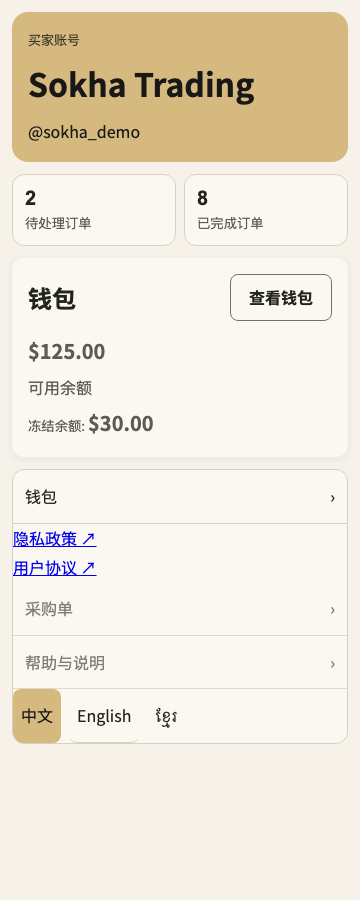 买家账号
Sokha Trading
@sokha_demo
2
待处理订单
8
已完成订单
钱包
查看钱包
$125.00
可用余额
冻结余额: $30.00
钱包 ›
隐私政策 ↗
用户协议 ↗
采购单 ›
帮助与说明 ›
中文 English ខ្មែរ